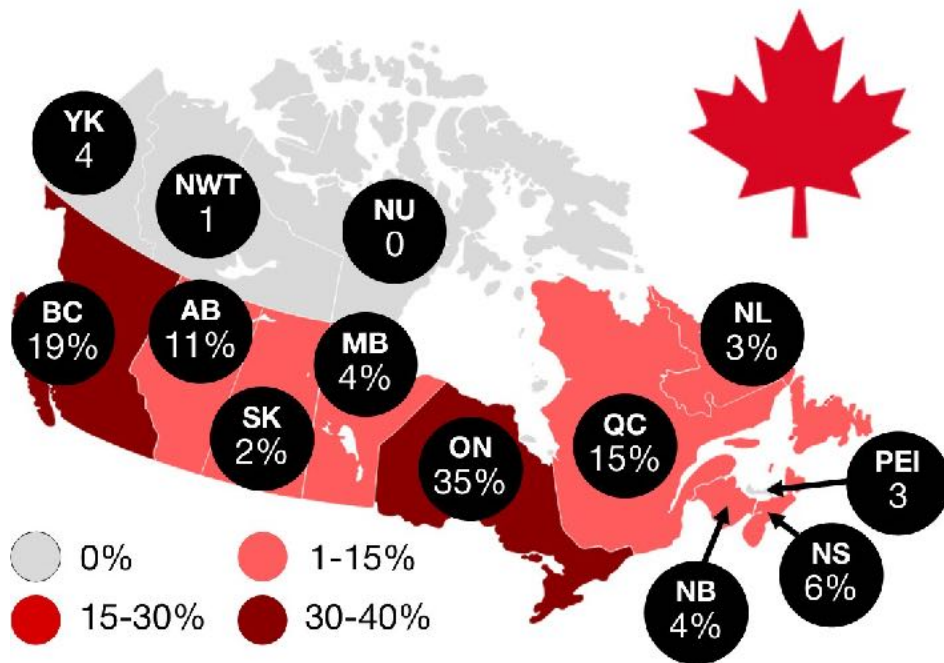 YK
4
NWT
1
NU
0
BC
19%
AB
11%
MB
4%
SK
2%
ON
35%
QC
15%
NL
3%
PEI
3
NS
6%
NB
4%
0%
1-15%
15-30%
30-40%